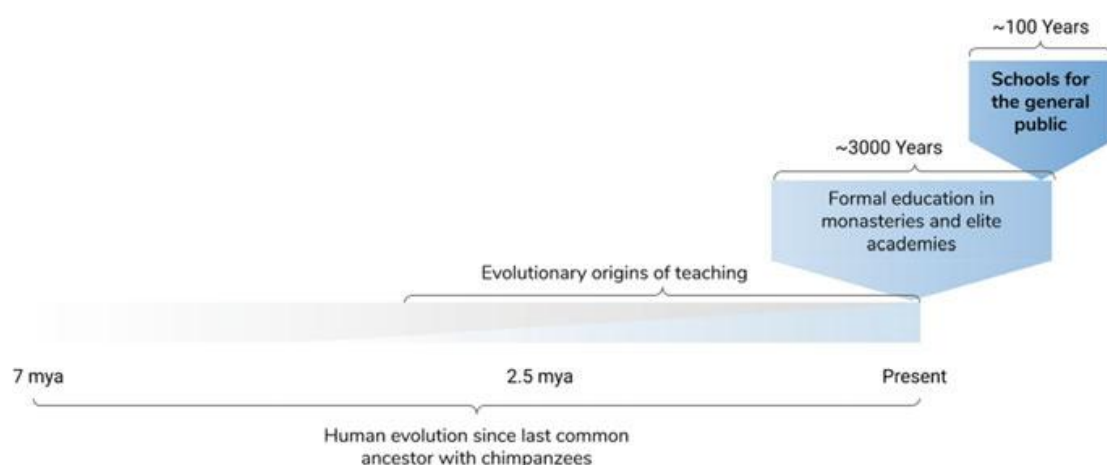 ~100 Years
Schools for
the general
public
~3000 Years
Formal education in
monasteries and elite
academies
Evolutionary origins of teaching
7 mya
2.5 mya
Present
Human evolution since last common
ancestor with chimpanzees